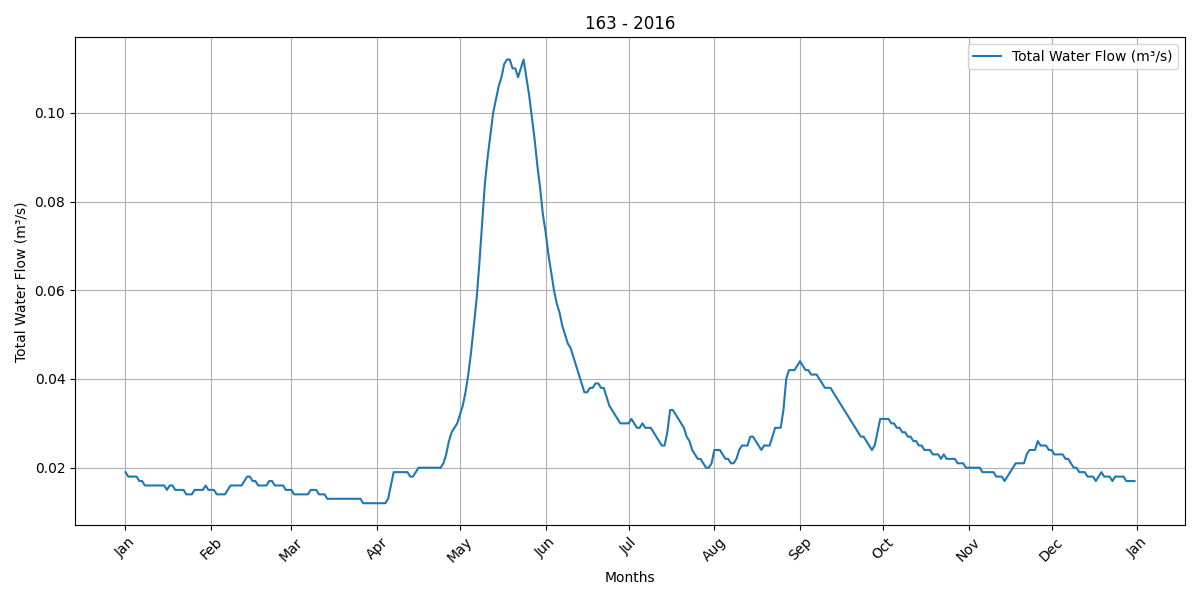 163 - 2016
Total Water Flow (m³/s)
Total Water Flow (m³/s)
0.10
0.08
0.06
0.04
0.02
Jan
Feb
Mar
Apr
May
Jun
Jul
Aug
Sep
Oct
Nov
Dec
Jan
Months